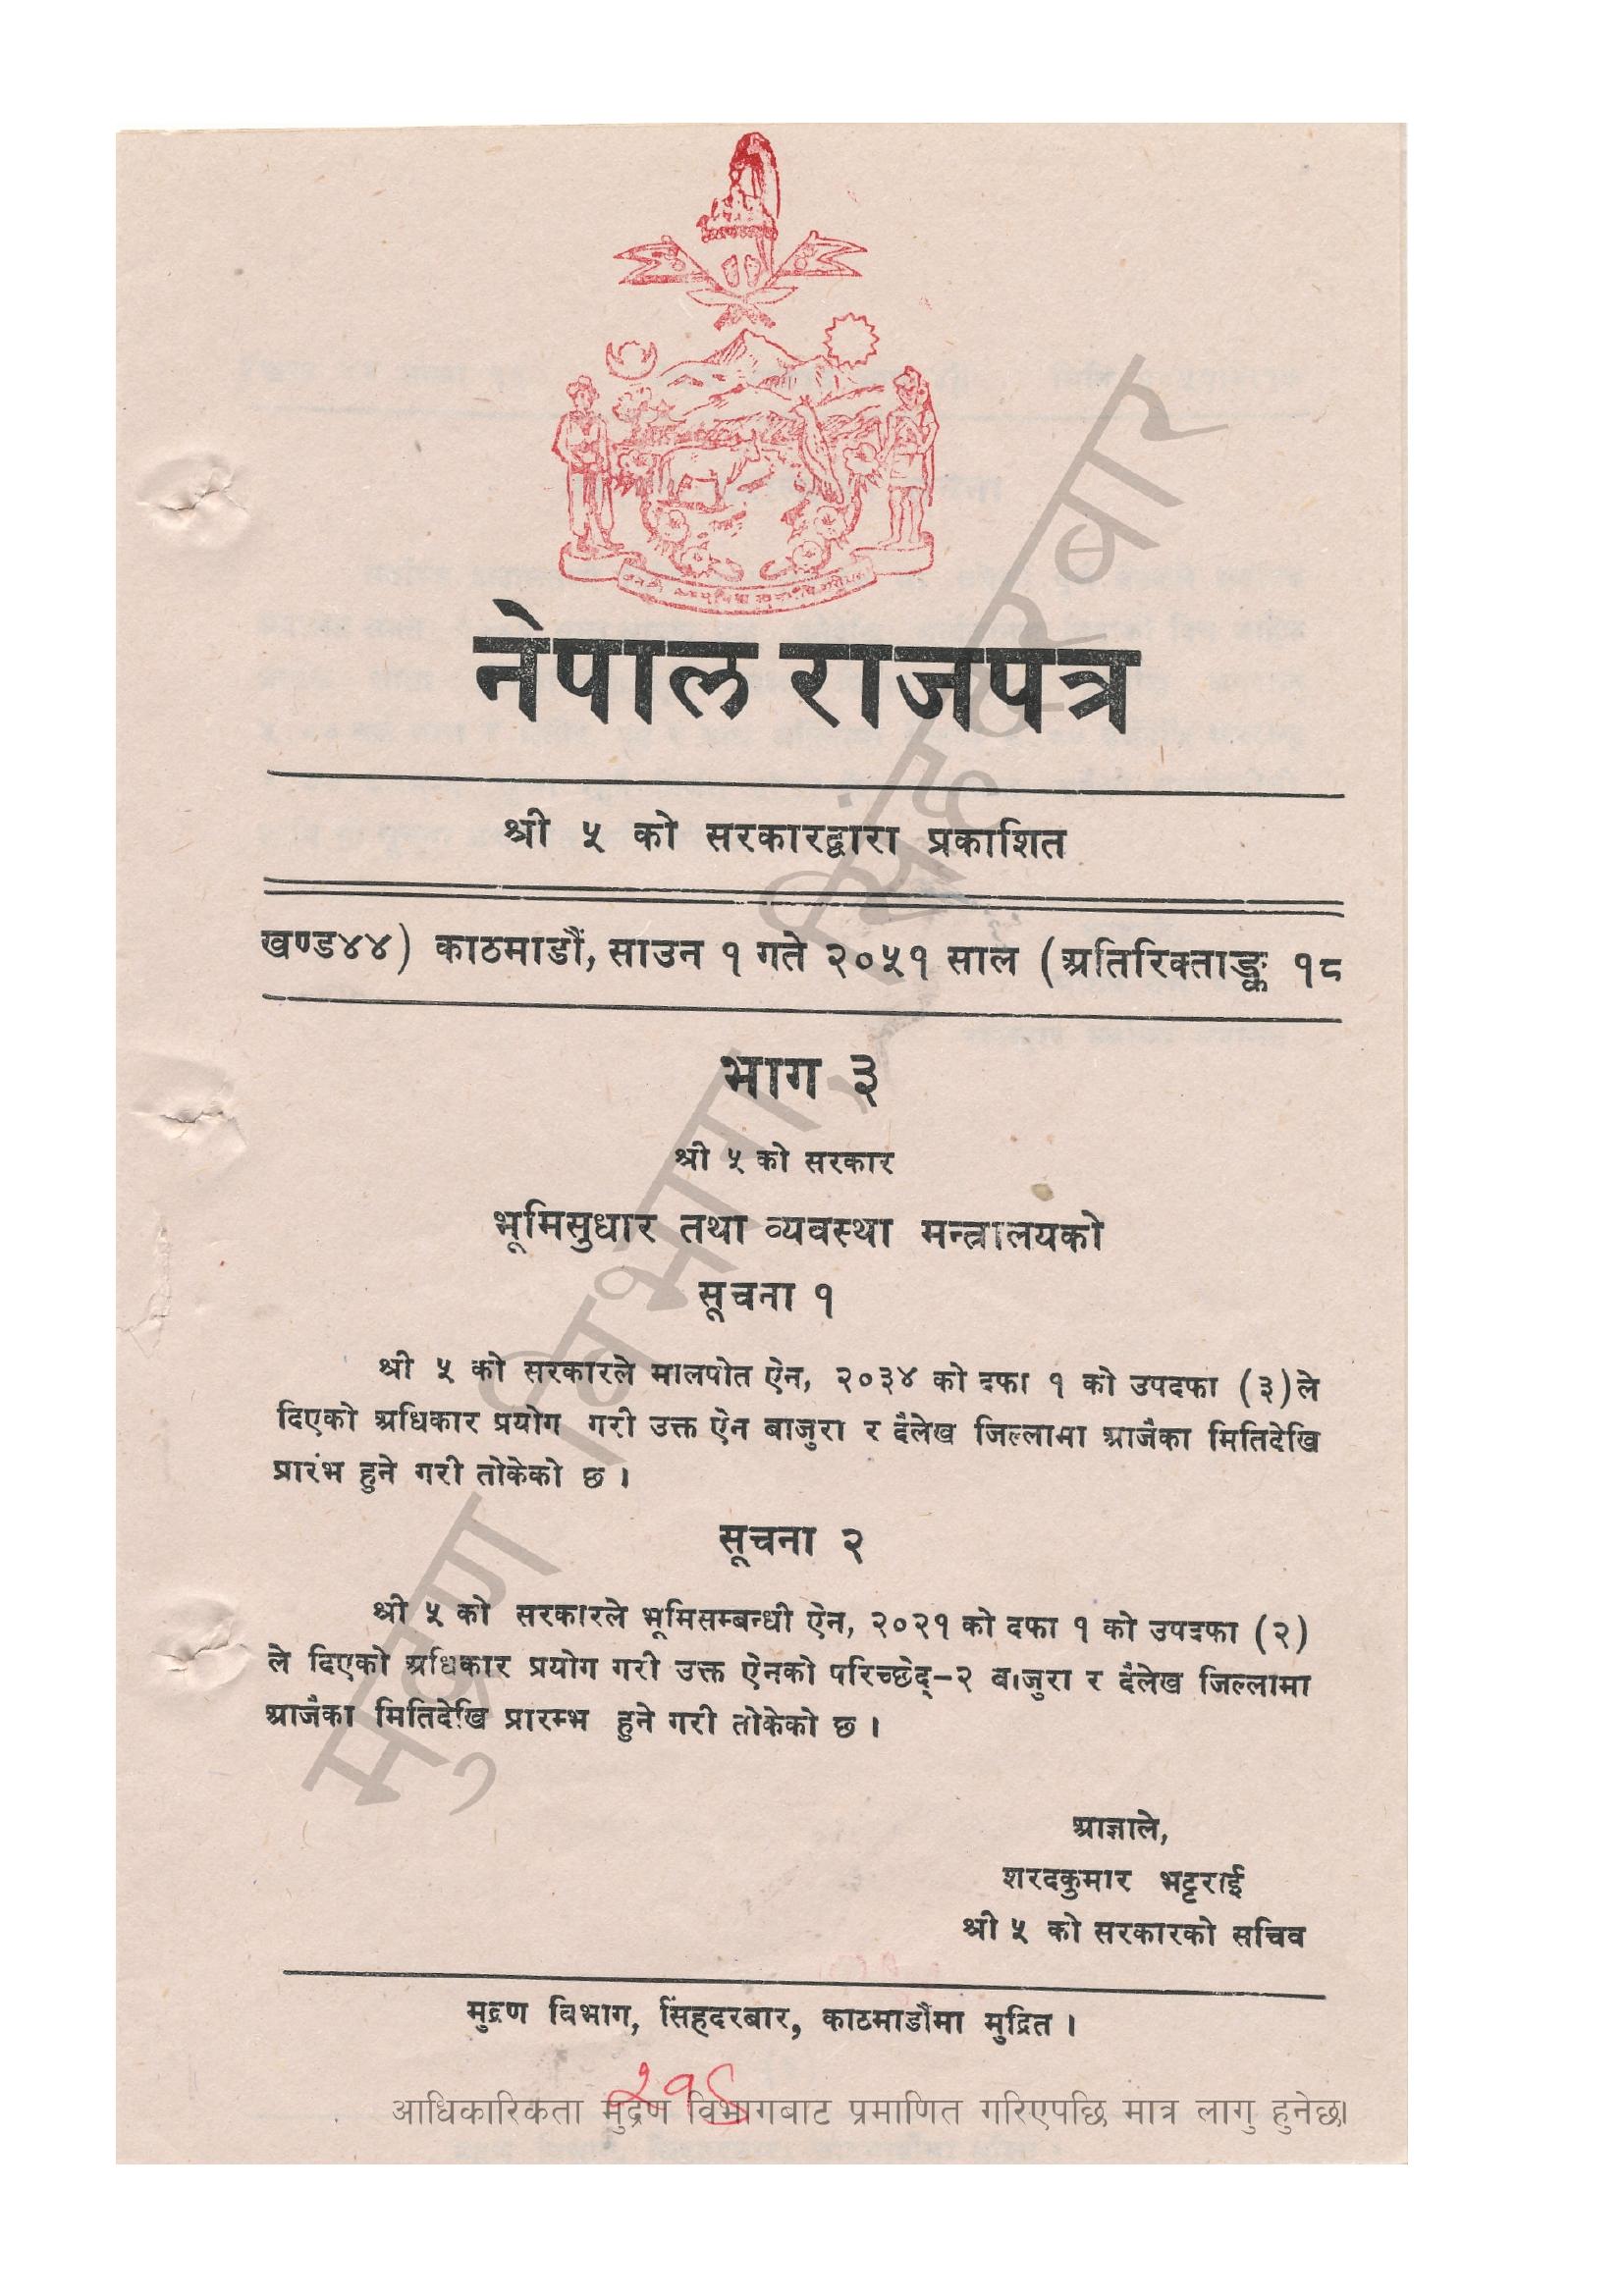 नेपाल राजपत्र
श्री ५ को सरकारद्वारा प्रकाशित
खण्ड४४) काठमाडौं, साउन १ गते २०५१ साल (अतिरिक्ताङ्क १८
भाग ३
श्री ५ को सरकार
भूमिसुधार तथा व्यवस्था मन्त्रालयको
सूचना १
श्री ५ को सरकारले मालपोत ऐन, २०३४ को दफा १ को उपदफा (३)ले
दिएको अधिकार प्रयोग गरी उक्त ऐन बाजुरा र दैलेख जिल्लामा आजैका मितिदेखि
प्रारंभ हुने गरी तोकेको छ ।
सूचना २
श्री ५ को सरकारले भूमिसम्बन्धी ऐन, २०२१ को दफा १ को उपदफा (२)
ले दिएको अधिकार प्रयोग गरी उक्त ऐनको परिच्छेद्-२ बाजुरा र दैलेख जिल्लामा
आजैका मितिदेखि प्रारम्भ हुने गरी तोकेको छ ।
आज्ञाले,
शरदकुमार भट्टराई
श्री ५ को सरकारको सचिव
मुद्रण विभाग, सिंहदरबार, काठमाडौंमा मुद्रित ।
आधिकारिकता मुद्रण विभागबाट प्रमाणित गरिएपछि मात्र लागु हुनेछ।
मुद्रण विभाग, सिंहदरबार